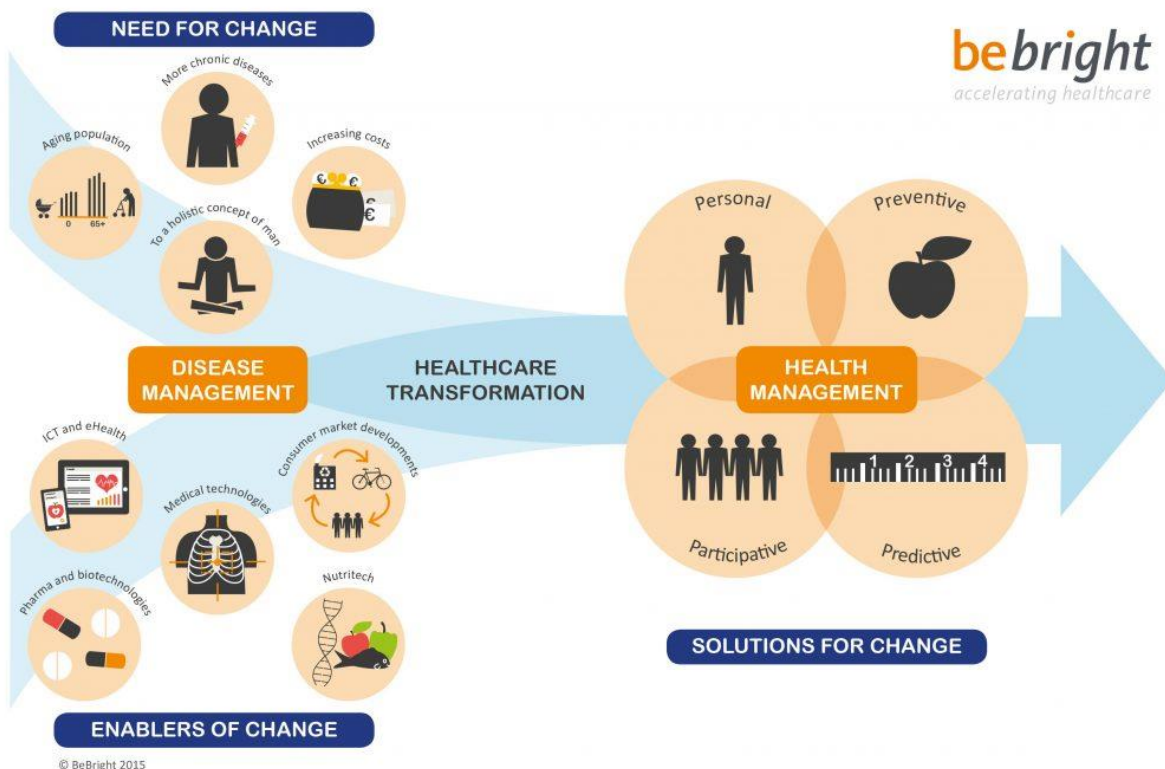 NEED FOR CHANGE
bebright
accelerating healthcare
More chronic diseases
Aging population
Increasing costs
0 65+
€ €
€
€
To a holistic concept of man
Personal
Preventive
DISEASE
MANAGEMENT
HEALTHCARE
TRANSFORMATION
HEALTH
MANAGEMENT
ICT and eHealth
Consumer market developments
Medical technologies
1 2 3 4
Participative
Predictive
Pharma and biotechnologies
Nutritech
SOLUTIONS FOR CHANGE
ENABLERS OF CHANGE
© BeBright 2015